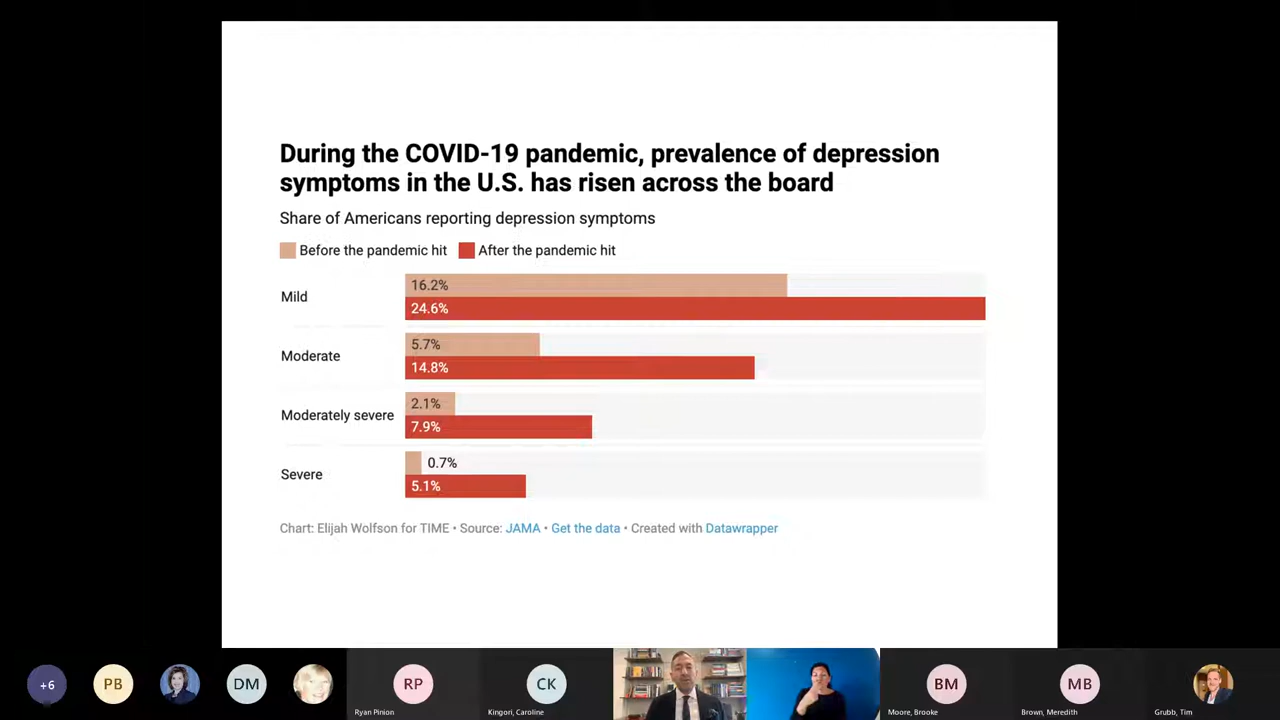 During the COVID-19 pandemic, prevalence of depression
symptoms in the U.S. has risen across the board
Share of Americans reporting depression symptoms
Before the pandemic hit After the pandemic hit
Mild
16.2%
24.6%
Moderate
5.7%
14.8%
Moderately severe
2.1%
7.9%
Severe
0.7%
5.1%
Chart: Elijah Wolfson for TIME • Source: JAMA • Get the data • Created with Datawrapper
+6
PB
DM
RP
Ryan Pinion
CK
Kingori, Caroline
BM
Moore, Brooke
MB
Brown, Meredith
Grubb, Tim